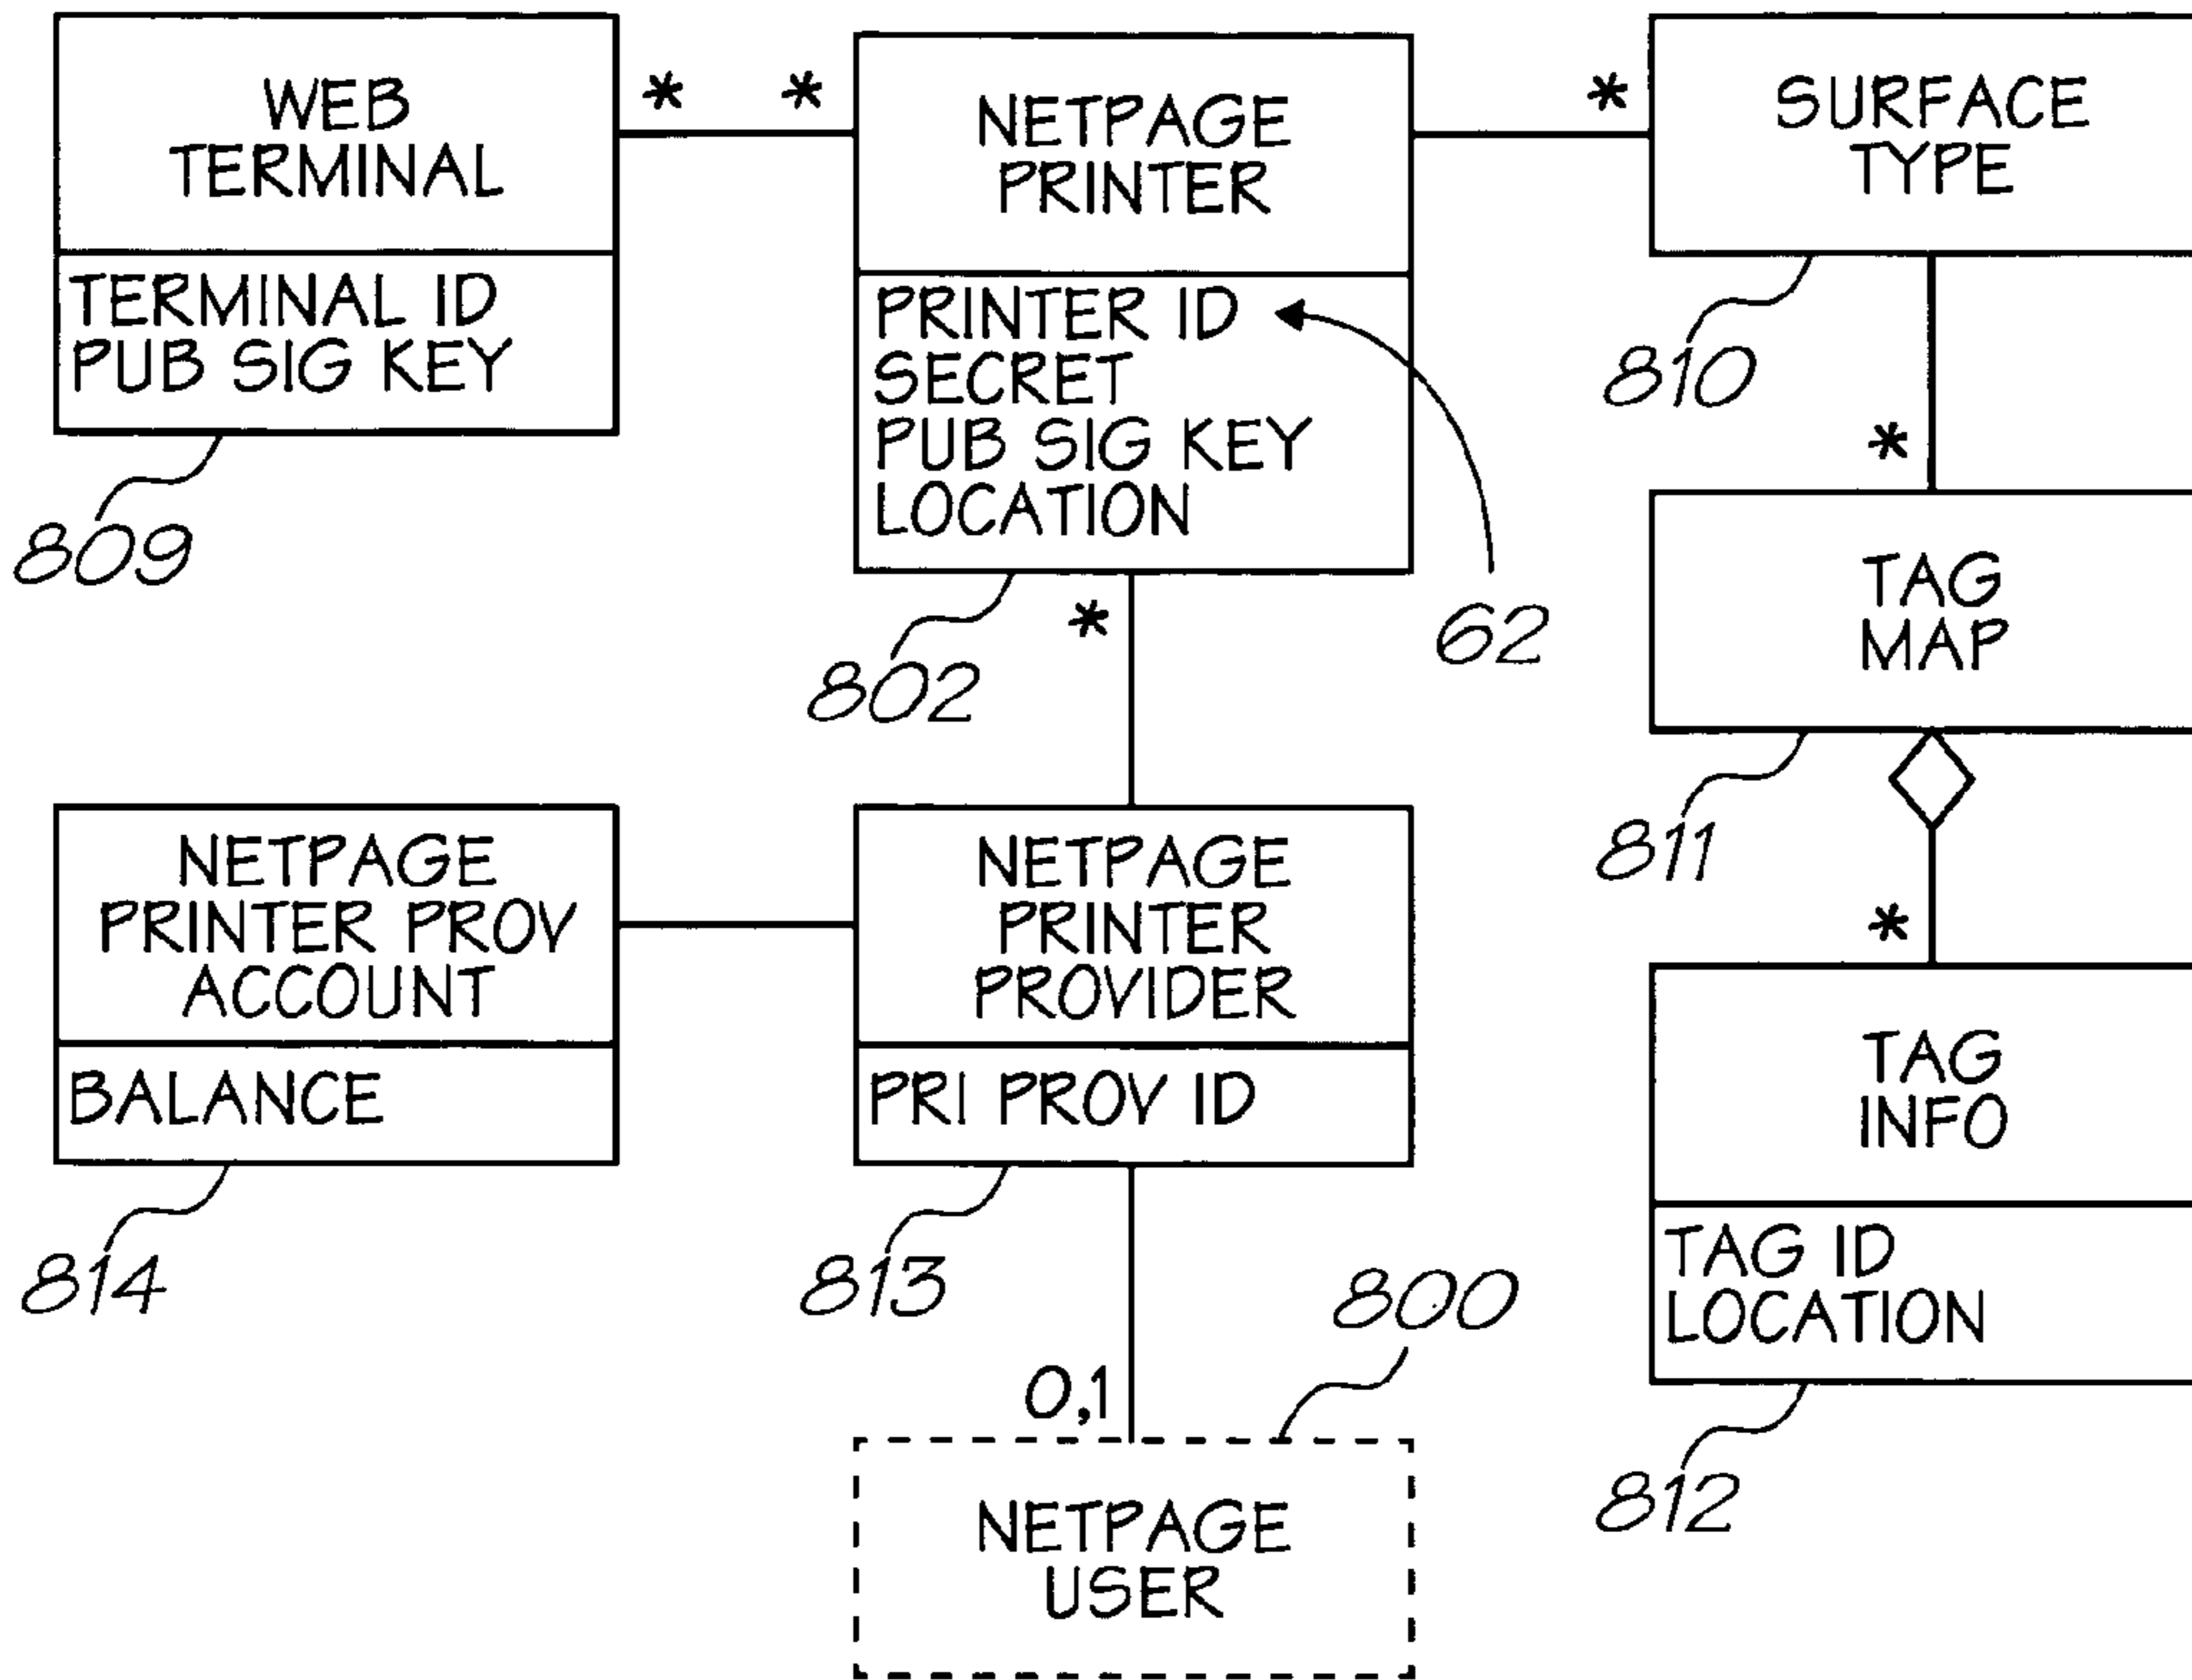 WEB
TERMINAL
*
*
TERMINAL ID
PUB SIG KEY
809
NETPAGE
PRINTER
PRINTER ID
SECRET
PUB SIG KEY
LOCATION
62
802
*
*
SURFACE
TYPE
810
*
TAG
MAP
811
*
TAG
INFO
TAG ID
LOCATION
812
NETPAGE
PRINTER PROV
ACCOUNT
BALANCE
814
NETPAGE
PRINTER
PROVIDER
PRI PROV ID
813
800
0,1
NETPAGE
USER